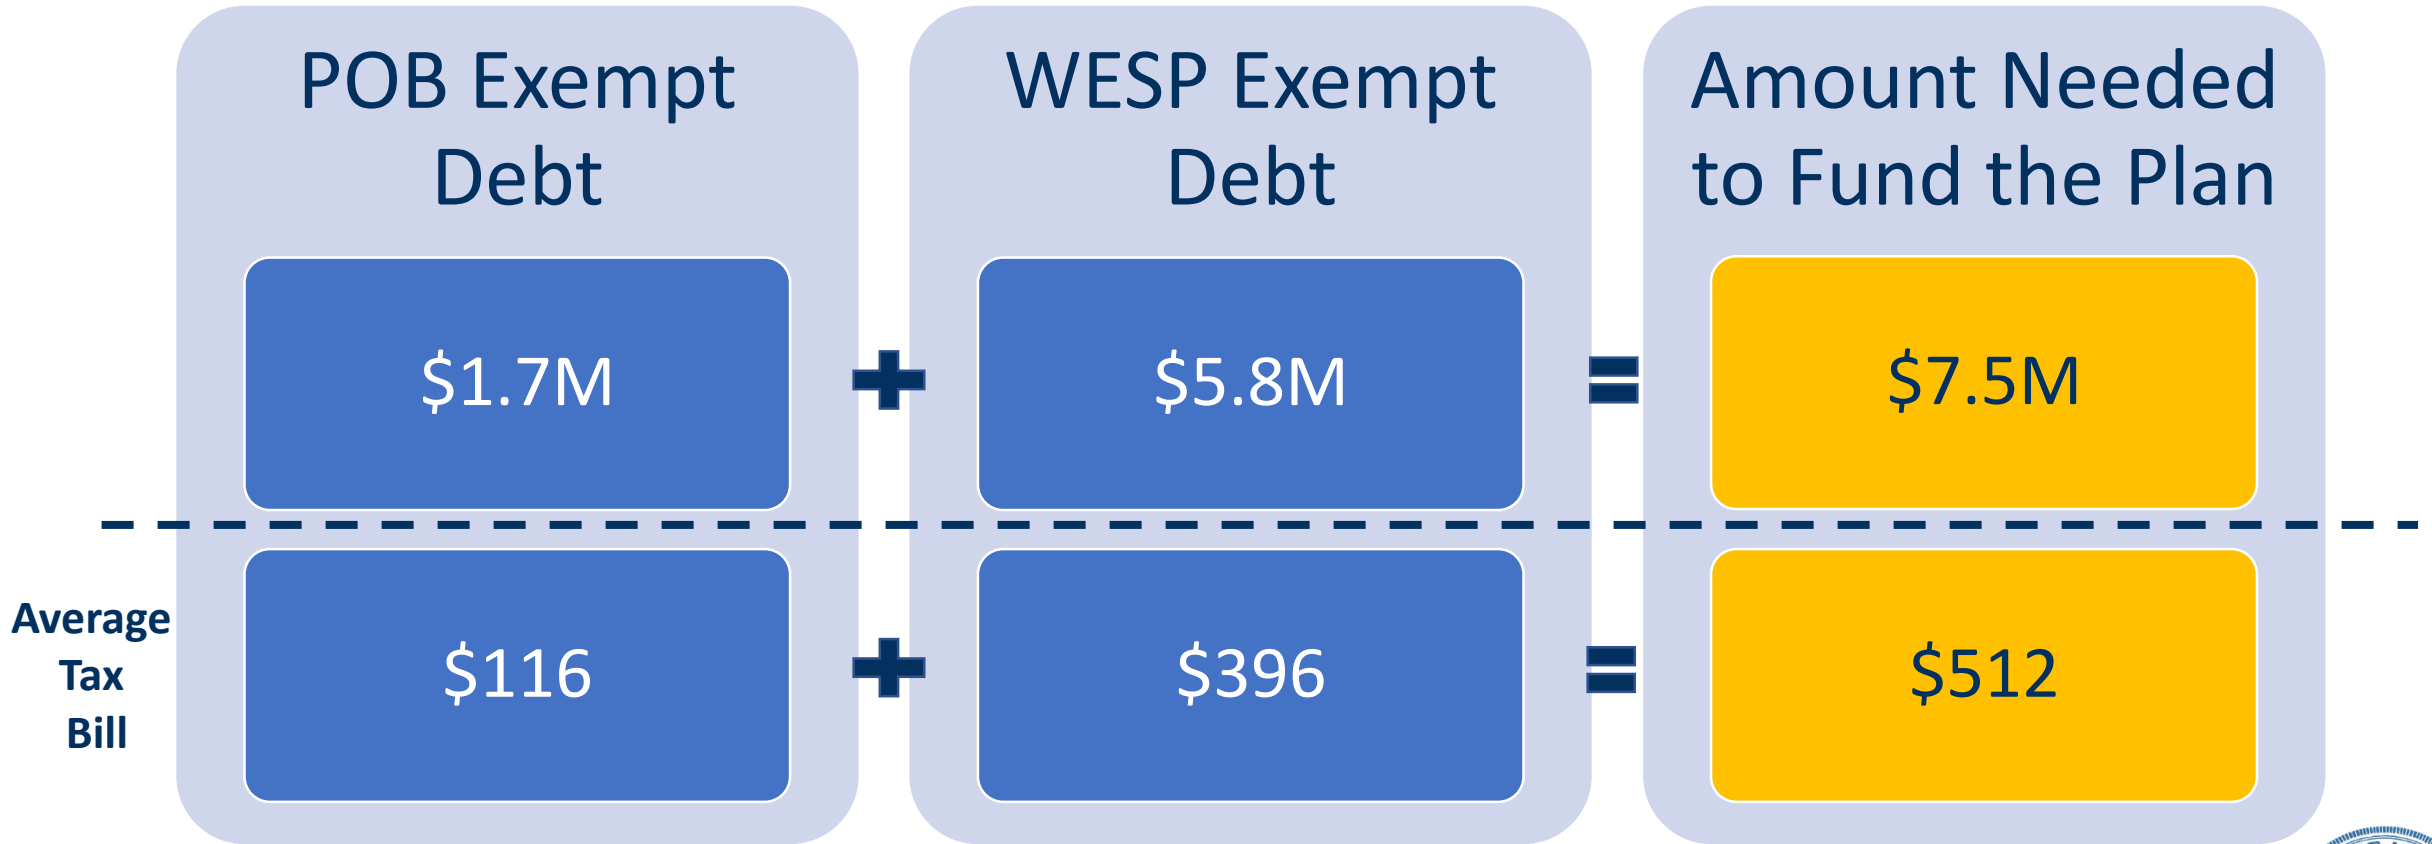 POB Exempt
Debt
WESP Exempt
Debt
Amount Needed
to Fund the Plan
$1.7M
$5.8M
$7.5M
Average
Tax
Bill
$116
$396
$512